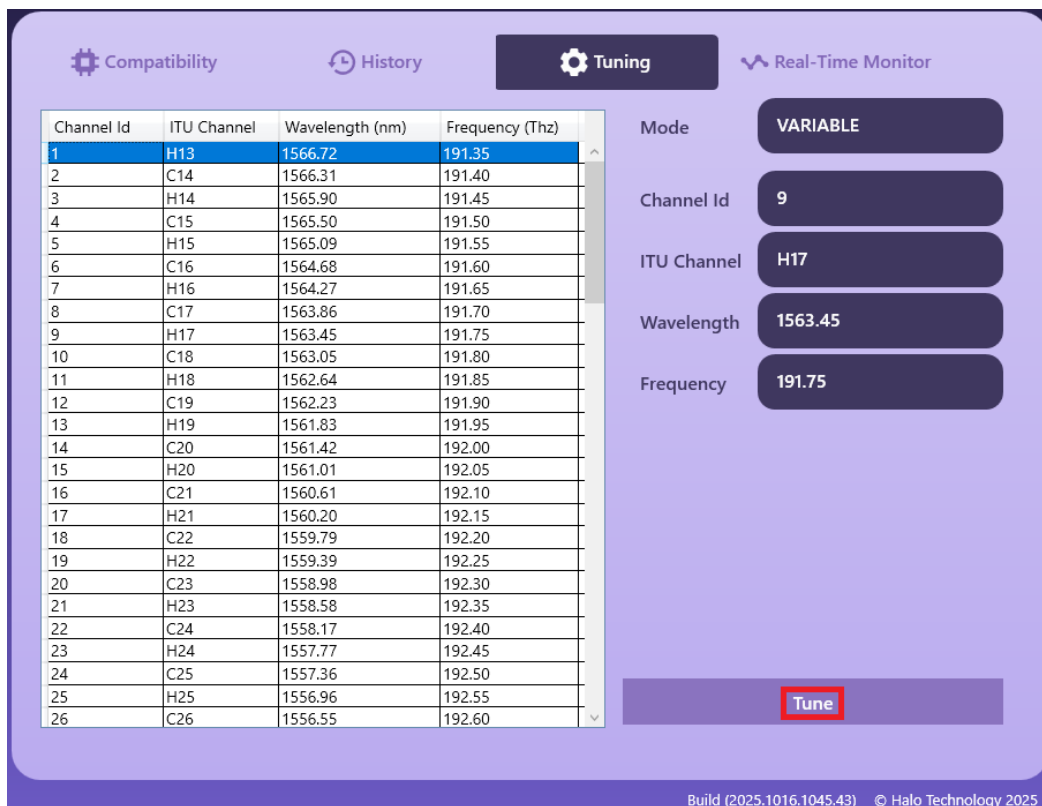 Compatibility History Tuning Real-Time Monitor
Channel Id ITU Channel Wavelength (nm) Frequency (Thz)
1 H13 1566.72 191.35
2 C14 1566.31 191.40
3 H14 1565.90 191.45
4 C15 1565.50 191.50
5 H15 1565.09 191.55
6 C16 1564.68 191.60
7 H16 1564.27 191.65
8 C17 1563.86 191.70
9 H17 1563.45 191.75
10 C18 1563.05 191.80
11 H18 1562.64 191.85
12 C19 1562.23 191.90
13 H19 1561.83 191.95
14 C20 1561.42 192.00
15 H20 1561.01 192.05
16 C21 1560.61 192.10
17 H21 1560.20 192.15
18 C22 1559.79 192.20
19 H22 1559.39 192.25
20 C23 1558.98 192.30
21 H23 1558.58 192.35
22 C24 1558.17 192.40
23 H24 1557.77 192.45
24 C25 1557.36 192.50
25 H25 1556.96 192.55
26 C26 1556.55 192.60
Mode VARIABLE
Channel Id 9
ITU Channel H17
Wavelength 1563.45
Frequency 191.75
Tune
Build (2025.1016.1045.43) © Halo Technology 2025